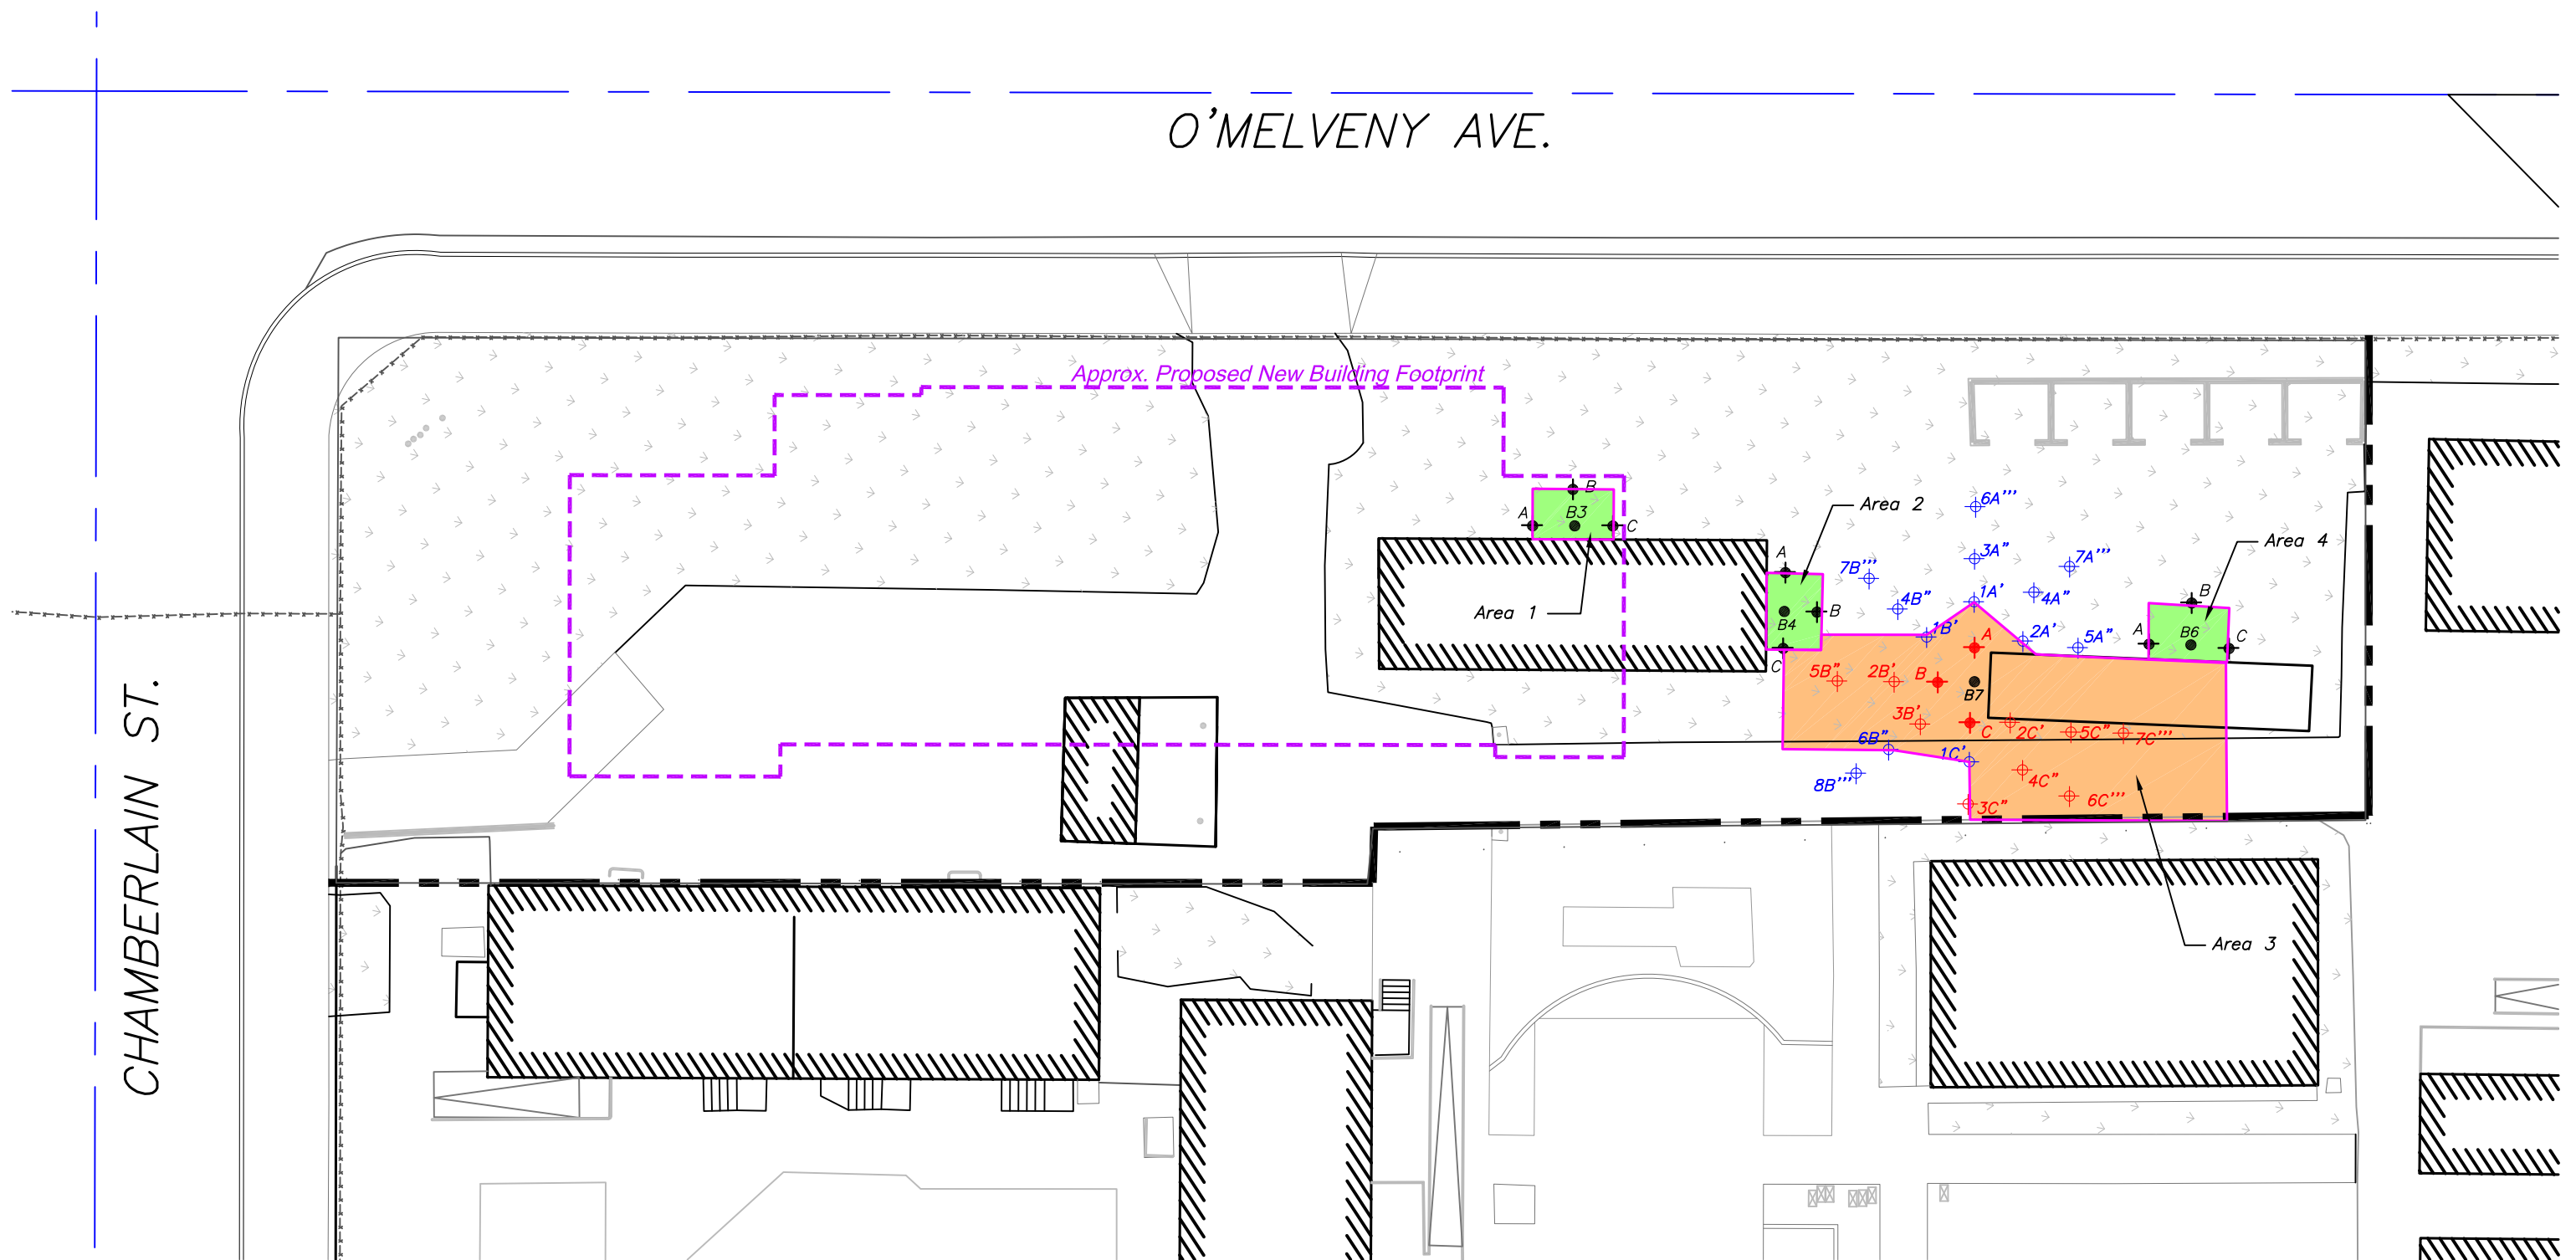 O'MELVENY AVE.
CHAMBERLAIN ST.
Approx. Proposed New Building Footprint
B
A
B3
C
Area 1
Area 2
A
B
B4
C
6A'''
3A"
7A'''
7B'''
4B"
1A'
4A"
1B'
2A'
5A"
Area 4
B
A
B6
C
A
5B"
2B'
B
B7
3B'
C
2C'
5C"
7C'''
6B"
1C'
8B'''
4C"
3C"
6C'''
Area 3